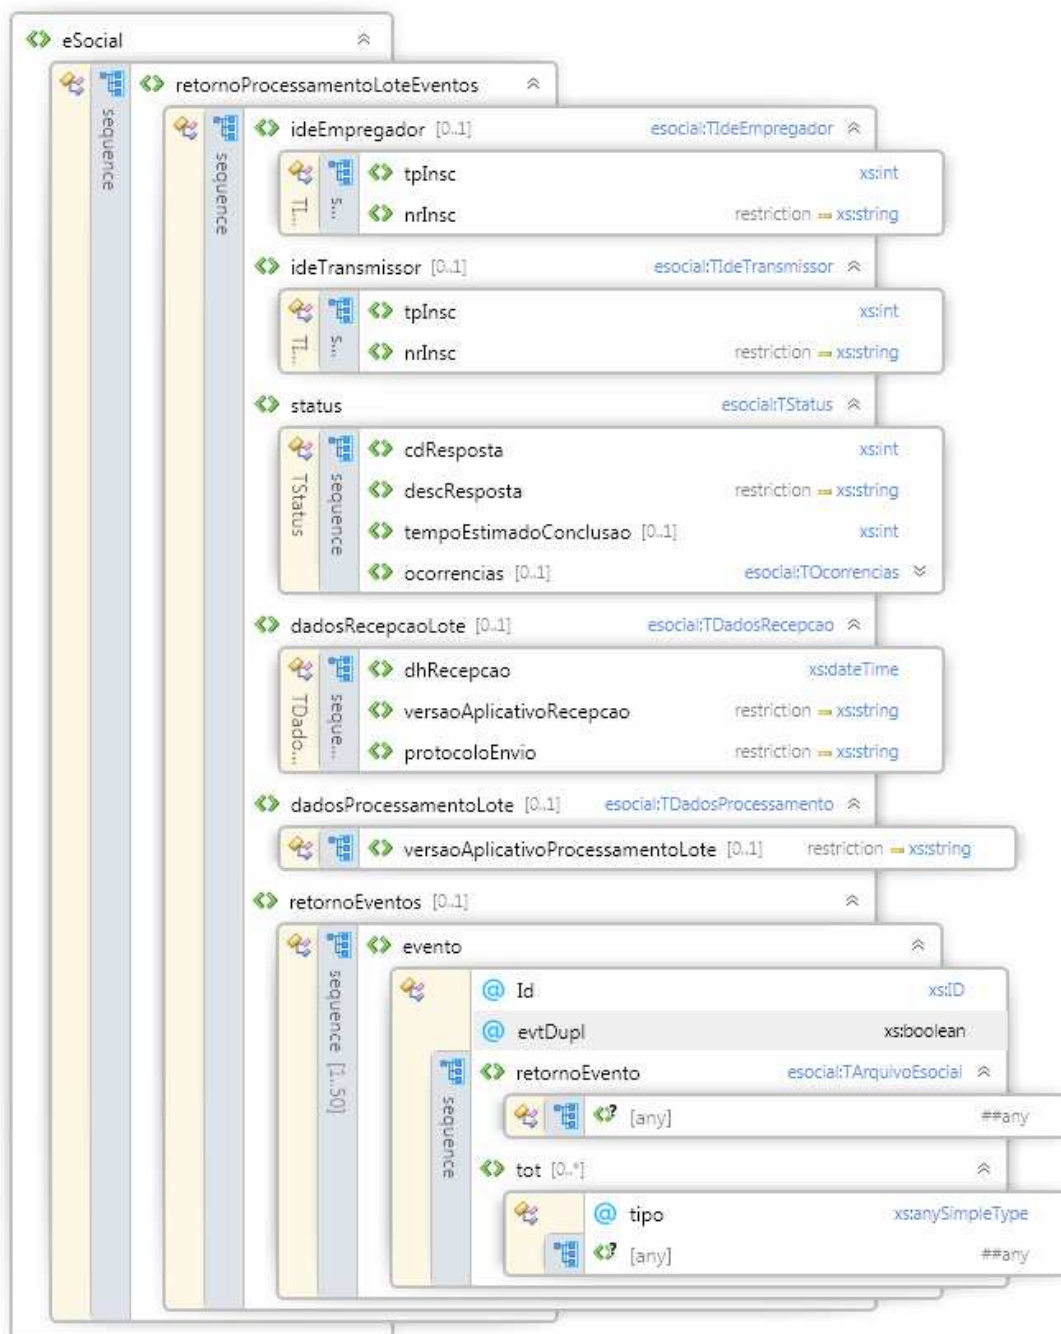 eSocial
sequence
retornoProcessamentoLoteEventos
sequence
ideEmpregador [0..1] esocial:TIdeEmpregador
TI... s...
tpInsc xs:int
nrInsc restriction xs:string
ideTransmissor [0..1] esocial:TIdeTransmissor
TI... s...
tpInsc xs:int
nrInsc restriction xs:string
status esocial:TStatus
TStatus sequence
cdResposta xs:int
descResposta restriction xs:string
tempoEstimadoConclusao [0..1] xs:int
ocorrencias [0..1] esocial:TOcorrencias
dadosRecepcaoLote [0..1] esocial:TDadosRecepcao
TDado... seque...
dhRecepcao xs:dateTime
versaoAplicativoRecepcao restriction xs:string
protocoloEnvio restriction xs:string
dadosProcessamentoLote [0..1] esocial:TDadosProcessamento
versaoAplicativoProcessamentoLote [0..1] restriction xs:string
retornoEventos [0..1]
sequence [1..50]
evento
@ Id xs:ID
@ evtDupl xs:boolean
sequence
retornoEvento esocial:TArquivoEsocial
[any] ##any
tot [0..*]
@ tipo xs:anySimpleType
[any] ##any